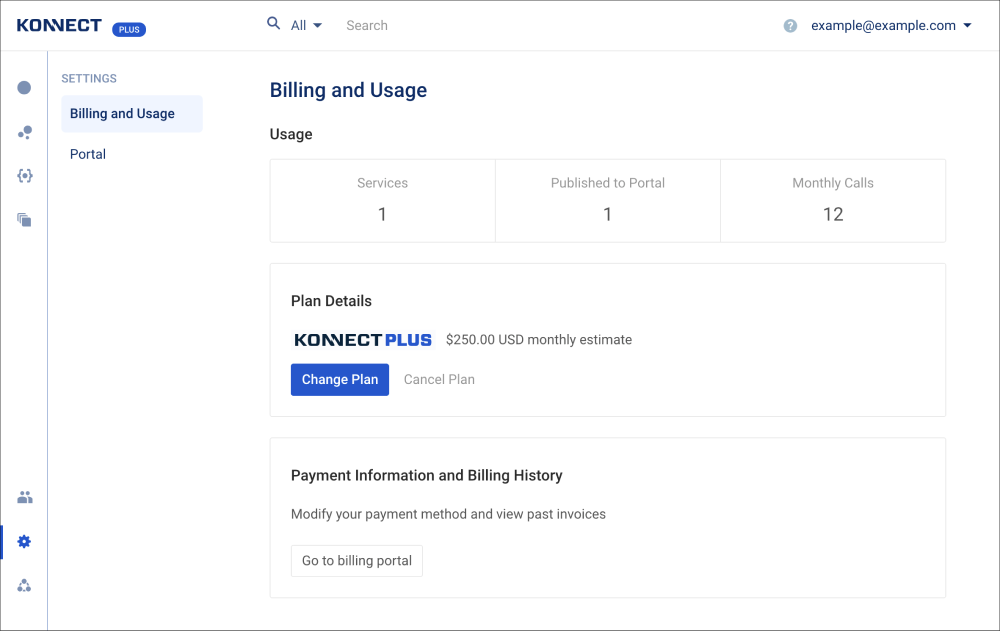 KONNECT PLUS
All
Search
example@example.com
SETTINGS
Billing and Usage
Portal
Billing and Usage
Usage
Services
1
Published to Portal
1
Monthly Calls
12
Plan Details
KONNECT PLUS $250.00 USD monthly estimate
Change Plan Cancel Plan
Payment Information and Billing History
Modify your payment method and view past invoices
Go to billing portal